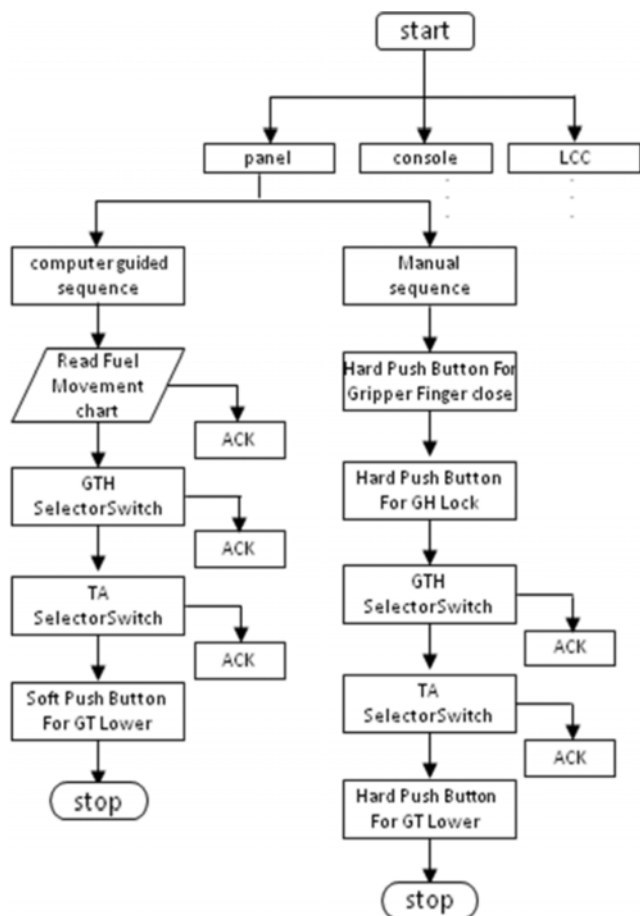 start
panel
console
LCC
computer guided
sequence
Read Fuel
Movement
chart
ACK
GTH
SelectorSwitch
ACK
TA
SelectorSwitch
ACK
Soft Push Button
For GT Lower
stop
Manual
sequence
Hard Push Button For
Gripper Finger close
Hard Push Button
For GH Lock
GTH
SelectorSwitch
ACK
TA
SelectorSwitch
ACK
Hard Push Button
For GT Lower
stop